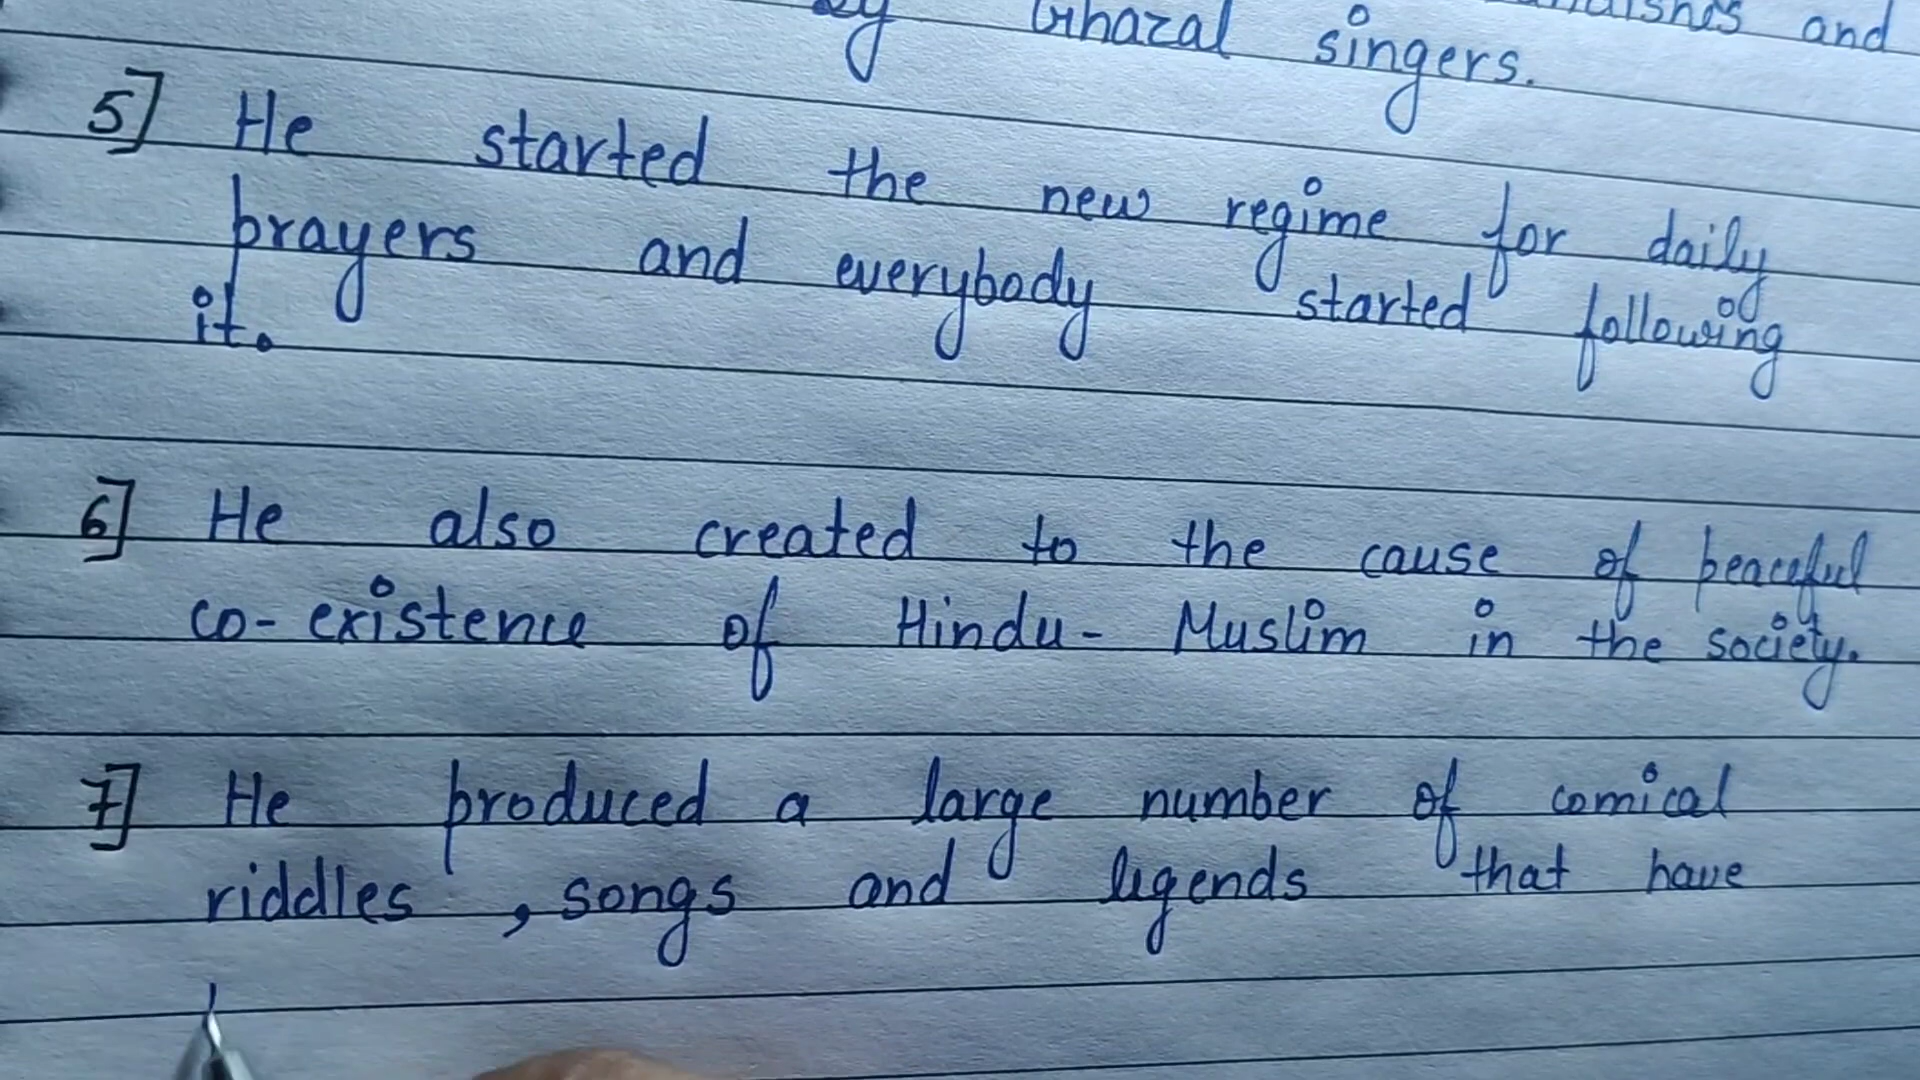 by Ghazal singers. and
5] He started the new regime for daily
prayers and everybody started following
it.
6] He also created to the cause of peaceful
co-existence of Hindu- Muslim in the society.
7] He produced a large number of comical
riddles , songs and legends that have